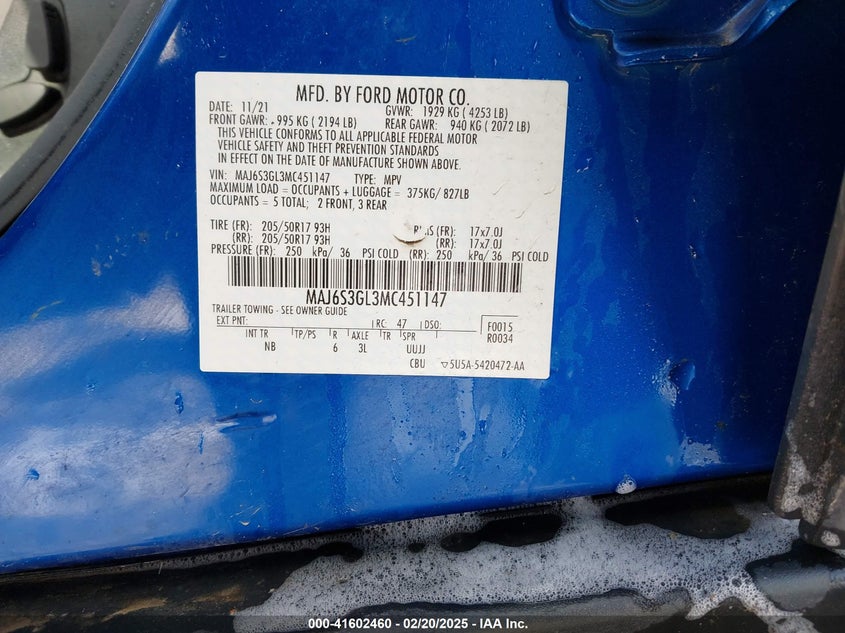 MFD. BY FORD MOTOR CO.
DATE: 11/21 GVWR: 1929 KG ( 4253 LB)
FRONT GAWR: 995 KG ( 2194 LB) REAR GAWR: 940 KG ( 2072 LB)
THIS VEHICLE CONFORMS TO ALL APPLICABLE FEDERAL MOTOR
VEHICLE SAFETY AND THEFT PREVENTION STANDARDS
IN EFFECT ON THE DATE OF MANUFACTURE SHOWN ABOVE.
VIN: MAJ6S3GL3MC451147 TYPE: MPV
MAXIMUM LOAD = OCCUPANTS + LUGGAGE = 375KG/ 827LB
OCCUPANTS = 5 TOTAL; 2 FRONT, 3 REAR
TIRE (FR): 205/50R17 93H (FR): 17x7.0J
(RR): 205/50R17 93H (RR): 17x7.0J
PRESSURE (FR): 250 kPa/ 36 PSI COLD (RR): 250 kPa/36 PSI COLD
MAJ6S3GL3MC451147
TRAILER TOWING - SEE OWNER GUIDE
EXT PNT: RC: 47 DSO: F0015
INT TR TP/PS R AXLE TR SPR R0034
NB 6 3L UUJJ
CBU ▽5U5A-5420472-AA
000-41602460 - 02/20/2025 - IAA Inc.